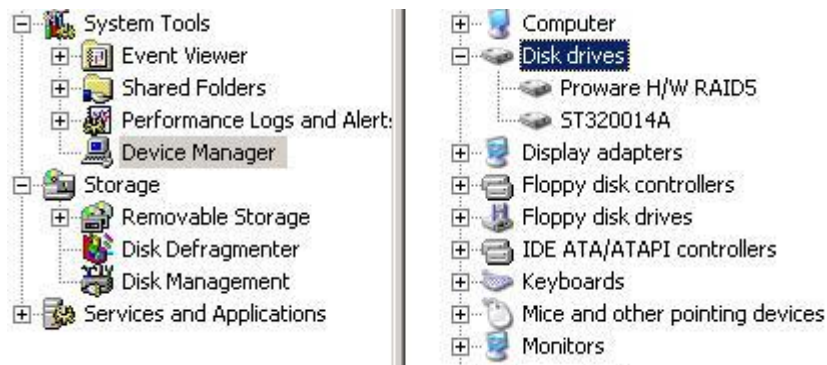 System Tools
Event Viewer
Shared Folders
Performance Logs and Alert
Device Manager
Storage
Removable Storage
Disk Defragmenter
Disk Management
Services and Applications
Computer
Disk drives
Proware H/W RAID5
ST320014A
Display adapters
Floppy disk controllers
Floppy disk drives
IDE ATA/ATAPI controllers
Keyboards
Mice and other pointing devices
Monitors